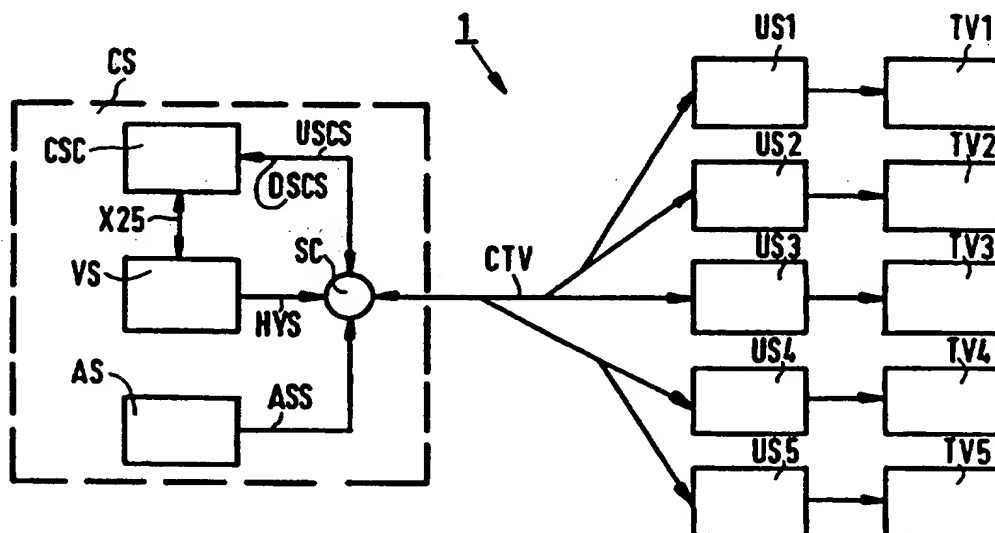 1
CS
CSC
USCS
DSCS
X25
VS
SC
HYS
AS
ASS
CTV
US1
TV1
US2
TV2
US3
TV3
US4
TV4
US5
TV5